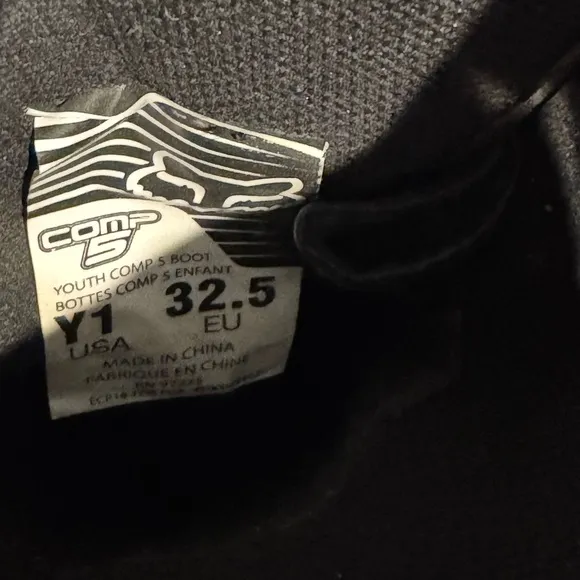 COMP
5
YOUTH COMP 5 BOOT
BOTTES COMP 5 ENFANT
Y1 32.5
USA EU
MADE IN CHINA
FABRIQUE EN CHINE